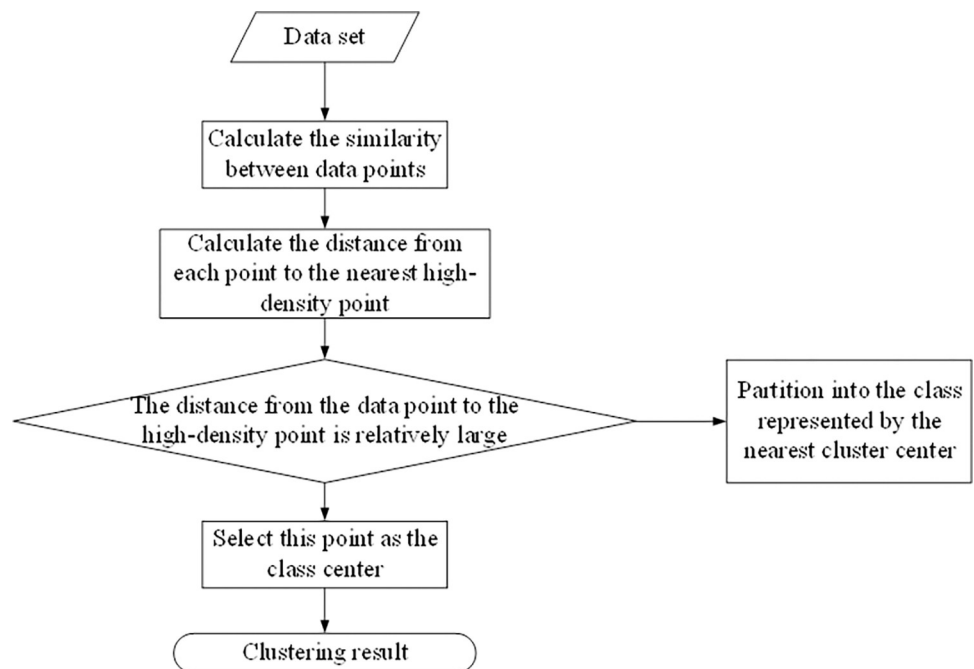 Data set
Calculate the similarity
between data points
Calculate the distance from
each point to the nearest high-
density point
The distance from the data point to the
high-density point is relatively large
Partition into the class
represented by the
nearest cluster center
Select this point as the
class center
Clustering result